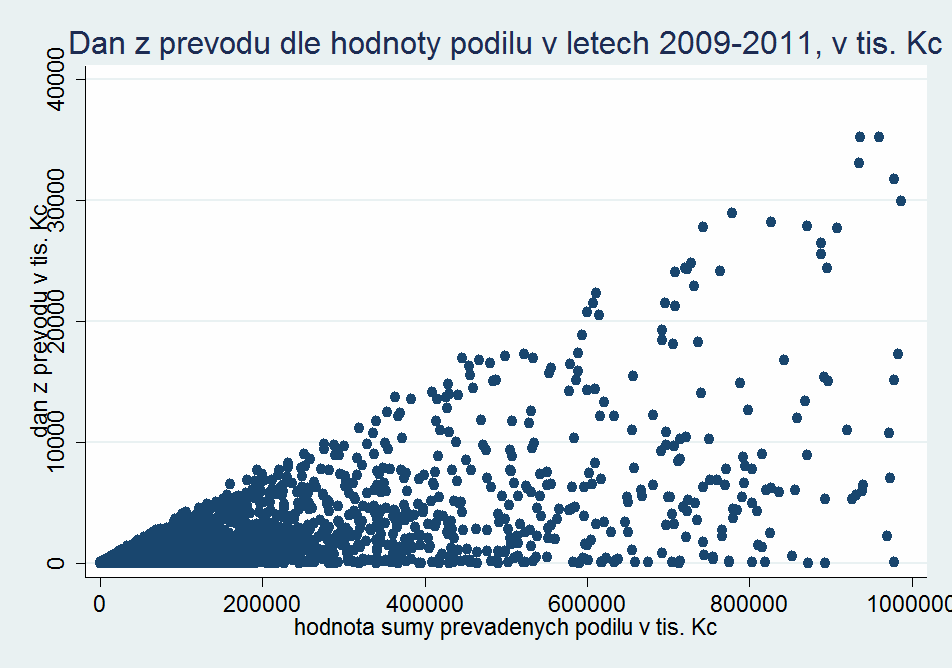 Dan z prevodu dle hodnoty podilu v letech 2009-2011, v tis. Kc
dan z prevodu v tis. Kc
40000
30000
20000
10000
0
0 200000 400000 600000 800000 1000000
hodnota sumy prevadenych podilu v tis. Kc